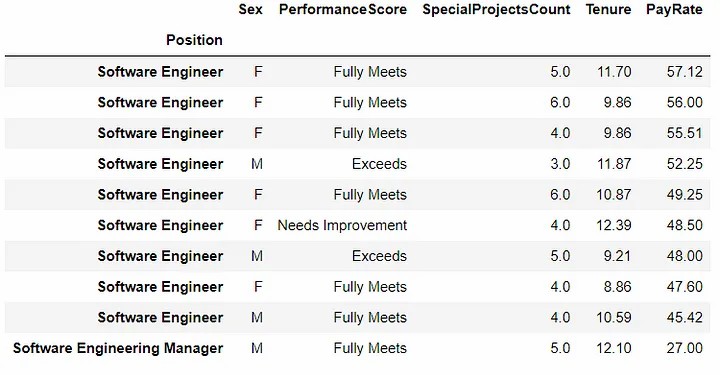 Sex PerformanceScore SpecialProjectsCount Tenure PayRate
Position
Software Engineer F Fully Meets 5.0 11.70 57.12
Software Engineer F Fully Meets 6.0 9.86 56.00
Software Engineer F Fully Meets 4.0 9.86 55.51
Software Engineer M Exceeds 3.0 11.87 52.25
Software Engineer F Fully Meets 6.0 10.87 49.25
Software Engineer F Needs Improvement 4.0 12.39 48.50
Software Engineer M Exceeds 5.0 9.21 48.00
Software Engineer F Fully Meets 4.0 8.86 47.60
Software Engineer M Fully Meets 4.0 10.59 45.42
Software Engineering Manager M Fully Meets 5.0 12.10 27.00